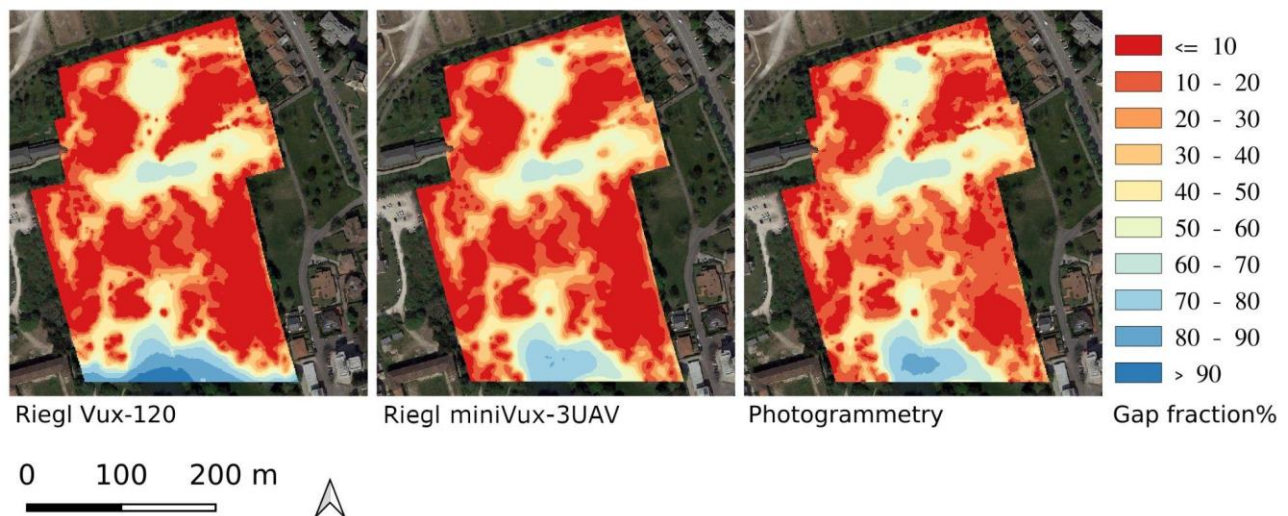 <= 10
10 - 20
20 - 30
30 - 40
40 - 50
50 - 60
60 - 70
70 - 80
80 - 90
> 90
Riegl Vux-120
Riegl miniVux-3UAV
Photogrammetry
Gap fraction%
0 100 200 m